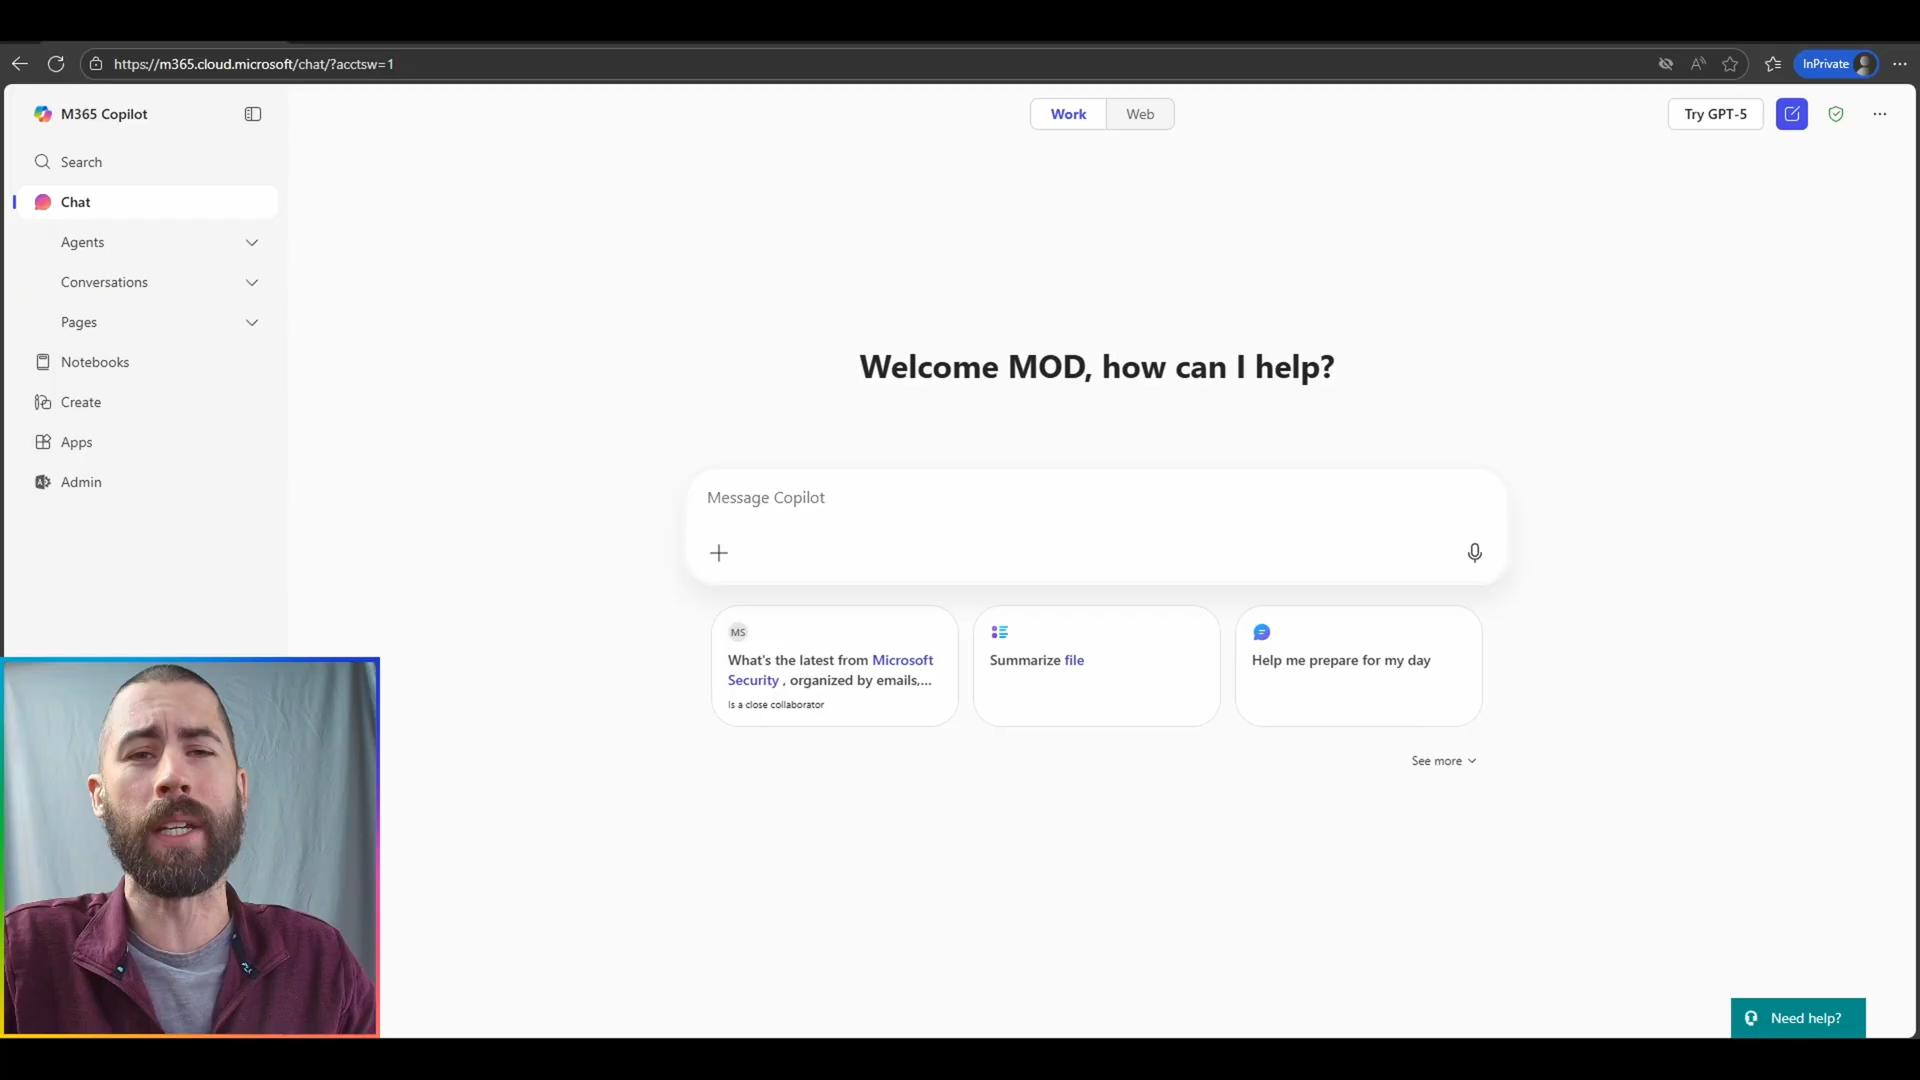 https://m365.cloud.microsoft/chat/?acctsw=1
InPrivate
M365 Copilot
Work
Web
Try GPT-5
Search
Chat
Agents
Conversations
Pages
Notebooks
Create
Apps
Admin
Welcome MOD, how can I help?
Message Copilot
MS
What's the latest from Microsoft
Security , organized by emails,...
Is a close collaborator
Summarize file
Help me prepare for my day
See more
Need help?